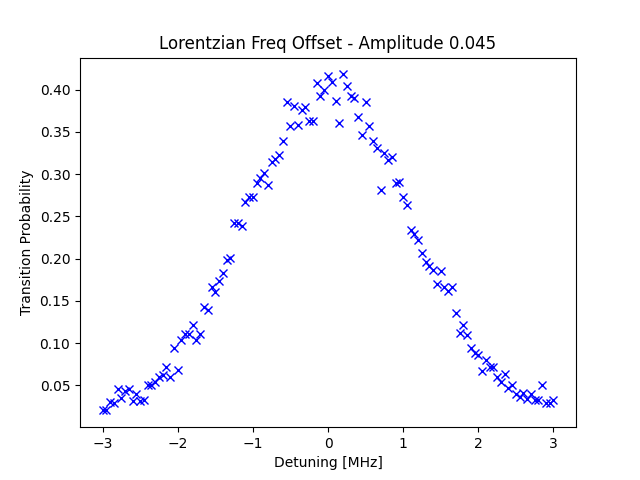 Lorentzian Freq Offset - Amplitude 0.045
Transition Probability
0.40
0.35
0.30
0.25
0.20
0.15
0.10
0.05
−3 −2 −1 0 1 2 3
Detuning [MHz]